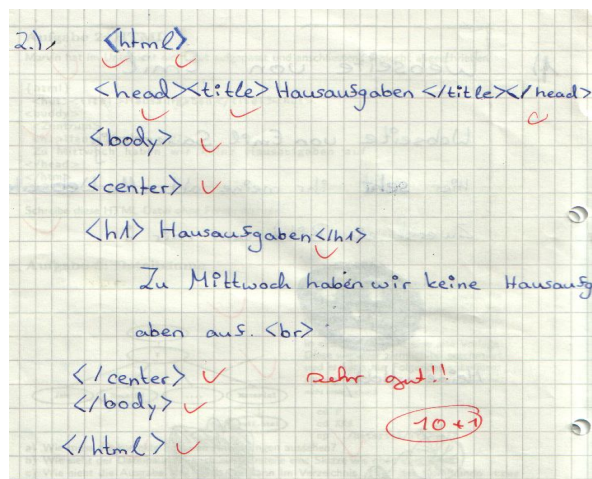 2.)
<html>
<head><title> Hausaufgaben </title></head>
<body>
<center>
<h1> Hausaufgaben</h1>
Zu Mittwoch haben wir keine Hausaufg
aben auf. <br>
</center> sehr gut!!
</body>
10+1
</html>